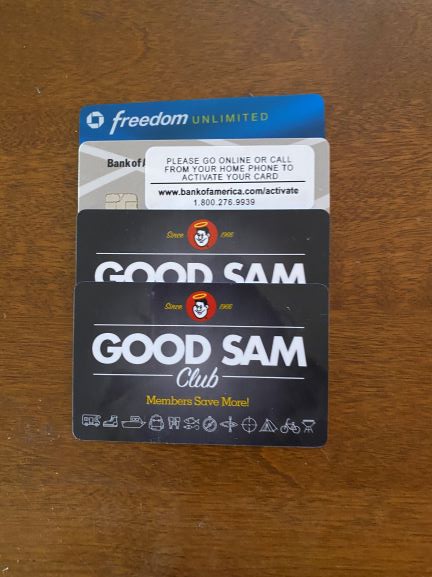 freedom UNLIMITED
Bank of A
PLEASE GO ONLINE OR CALL
FROM YOUR HOME PHONE TO
ACTIVATE YOUR CARD
www.bankofamerica.com/activate
1.800.276.9939
Since 1966
GOOD SAM
Since 1966
GOOD SAM
Club
Members Save More!